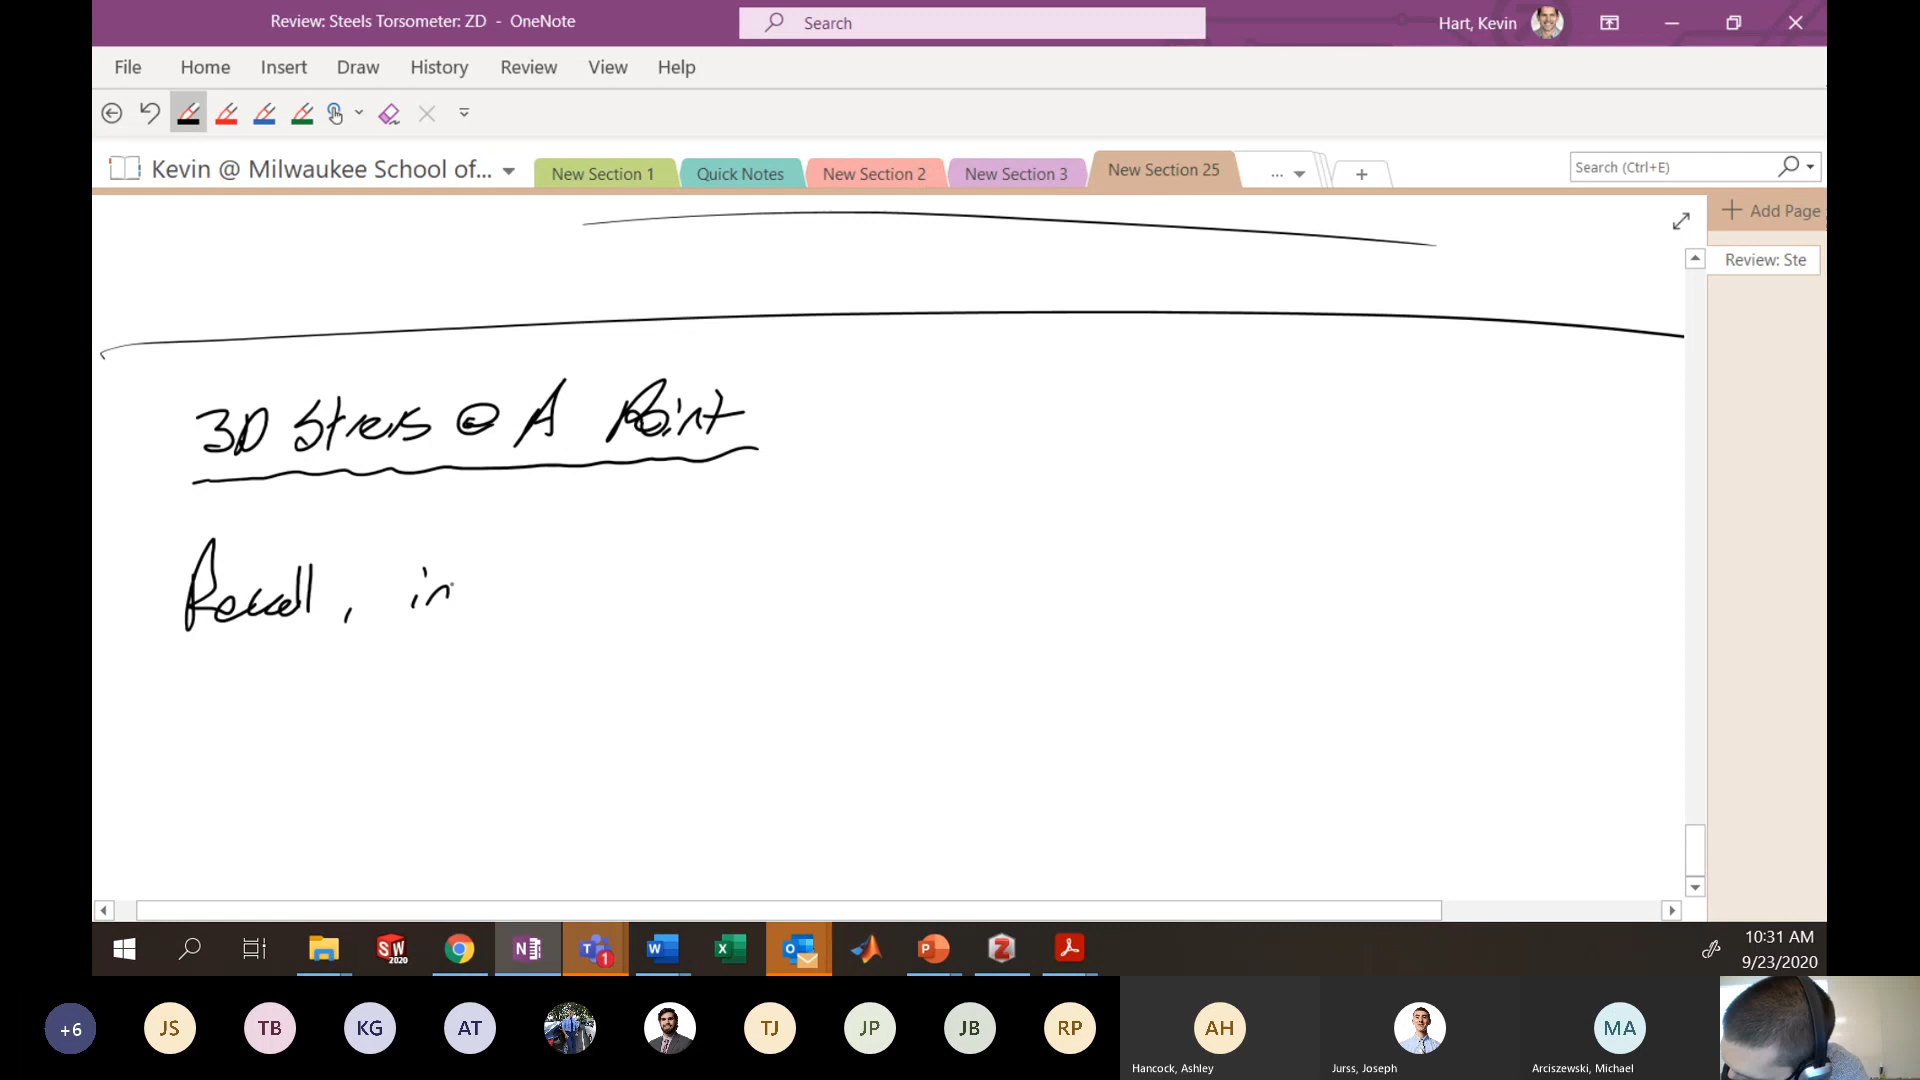 Review: Steels Torsometer: ZD - OneNote
Search
Hart, Kevin
File Home Insert Draw History Review View Help
Kevin @ Milwaukee School of...
New Section 1
Quick Notes
New Section 2
New Section 3
New Section 25
...
+
Search (Ctrl+E)
Add Page
Review: Ste
3D Stress @ A Point
Recall, in
SW
2020
N
T
1
W
X
O
P
Z
10:31 AM
9/23/2020
+6
JS
TB
KG
AT
TJ
JP
JB
RP
AH
MA
Hancock, Ashley
Jurss, Joseph
Arciszewski, Michael